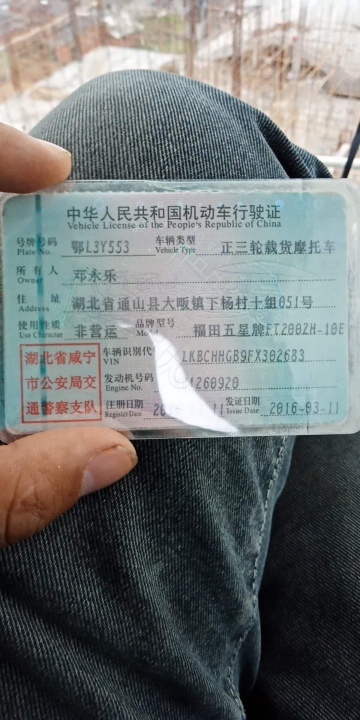 中华人民共和国机动车行驶证
Vehicle License of the People's Republic of China
号牌号码 鄂L3Y553 车辆类型 正三轮载货摩托车
Plate No. Vehicle Type
所有人 邓永乐
Owner
住址 湖北省通山县大畈镇下杨村十组051号
Address
使用性质 非营运 品牌型号 福田五星牌FT200ZH-10E
Use Character Model
湖北省咸宁
市公安局交
通警察支队
车辆识别代 LKBCHHGB9FX302683
VIN
发动机号码 1260920
Engine No.
注册日期 发证日期 2016-03-11
Register Date Issue Date